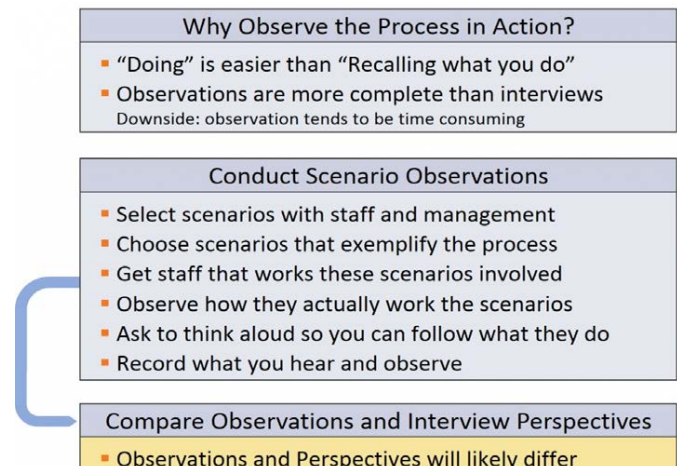 Why Observe the Process in Action?
▪ “Doing” is easier than “Recalling what you do”
▪ Observations are more complete than interviews
Downside: observation tends to be time consuming
Conduct Scenario Observations
▪ Select scenarios with staff and management
▪ Choose scenarios that exemplify the process
▪ Get staff that works these scenarios involved
▪ Observe how they actually work the scenarios
▪ Ask to think aloud so you can follow what they do
▪ Record what you hear and observe
Compare Observations and Interview Perspectives
▪ Observations and Perspectives will likely differ